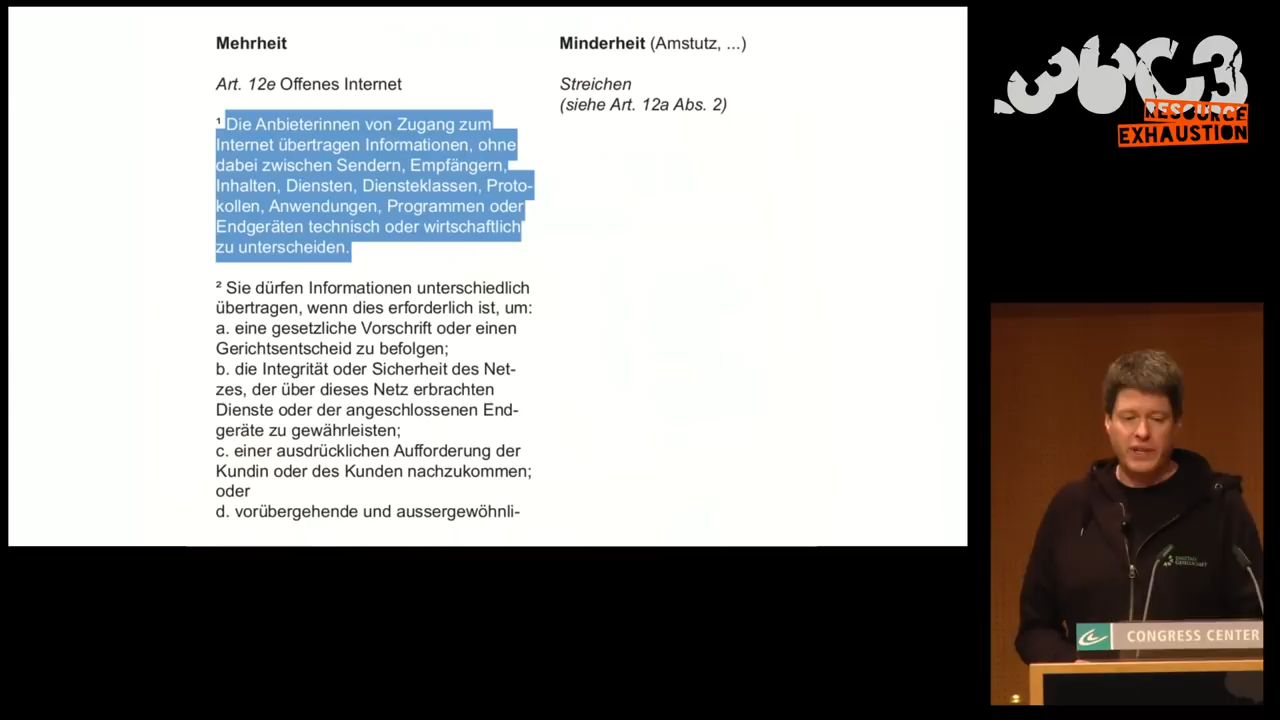 Mehrheit
Art. 12e Offenes Internet
¹ Die Anbieterinnen von Zugang zum
Internet übertragen Informationen, ohne
dabei zwischen Sendern, Empfängern,
Inhalten, Diensten, Diensteklassen, Proto-
kollen, Anwendungen, Programmen oder
Endgeräten technisch oder wirtschaftlich
zu unterscheiden.
² Sie dürfen Informationen unterschiedlich
übertragen, wenn dies erforderlich ist, um:
a. eine gesetzliche Vorschrift oder einen
Gerichtsentscheid zu befolgen;
b. die Integrität oder Sicherheit des Net-
zes, der über dieses Netz erbrachten
Dienste oder der angeschlossenen End-
geräte zu gewährleisten;
c. einer ausdrücklichen Aufforderung der
Kundin oder des Kunden nachzukommen;
oder
d. vorübergehende und aussergewöhnli-
Minderheit (Amstutz, ...)
Streichen
(siehe Art. 12a Abs. 2)
36C3
RESOURCE
EXHAUSTION
DIGITALE
GESELLSCHAFT
CONGRESS CENTER